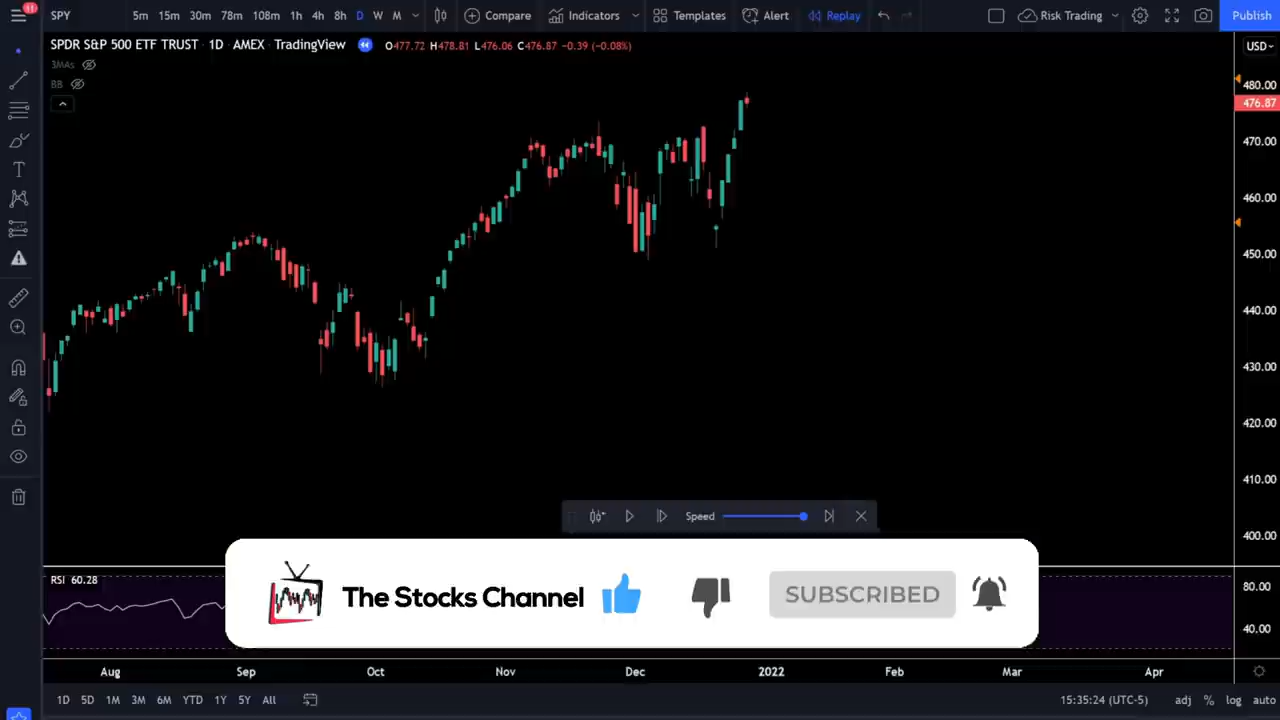 11
SPY 5m 15m 30m 78m 108m 1h 4h 8h D W M Compare Indicators Templates Alert Replay Risk Trading Publish
SPDR S&P 500 ETF TRUST · 1D · AMEX · TradingView O477.72 H478.81 L476.06 C476.87 -0.39 (-0.08%) USD
3MAs
BB
480.00
476.87
470.00
460.00
450.00
440.00
430.00
420.00
410.00
400.00
Speed
RSI 60.28
80.00
40.00
The Stocks Channel SUBSCRIBED
Aug Sep Oct Nov Dec 2022 Feb Mar Apr
1D 5D 1M 3M 6M YTD 1Y 5Y All 15:35:24 (UTC-5) adj % log auto